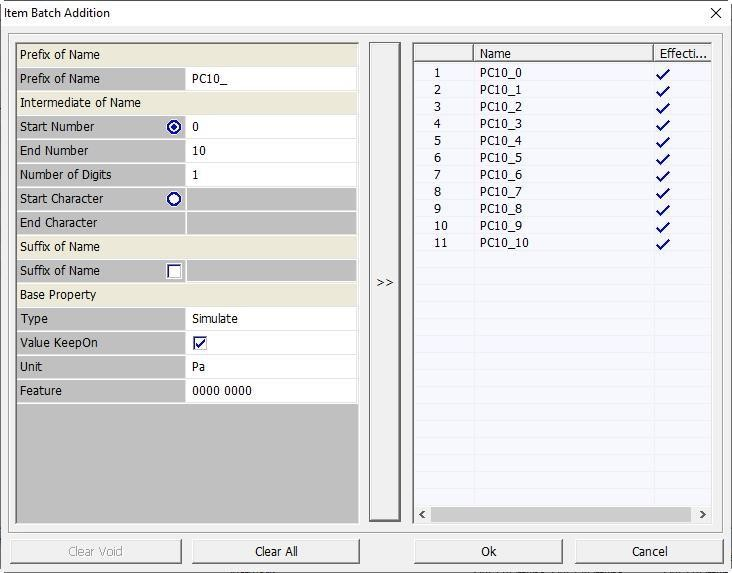 Item Batch Addition
Prefix of Name
Prefix of Name PC10_
Intermediate of Name
Start Number 0
End Number 10
Number of Digits 1
Start Character
End Character
Suffix of Name
Suffix of Name
Base Property
Type Simulate
Value KeepOn
Unit Pa
Feature 0000 0000
>>
Name Effecti...
1 PC10_0
2 PC10_1
3 PC10_2
4 PC10_3
5 PC10_4
6 PC10_5
7 PC10_6
8 PC10_7
9 PC10_8
10 PC10_9
11 PC10_10
Clear Void Clear All Ok Cancel